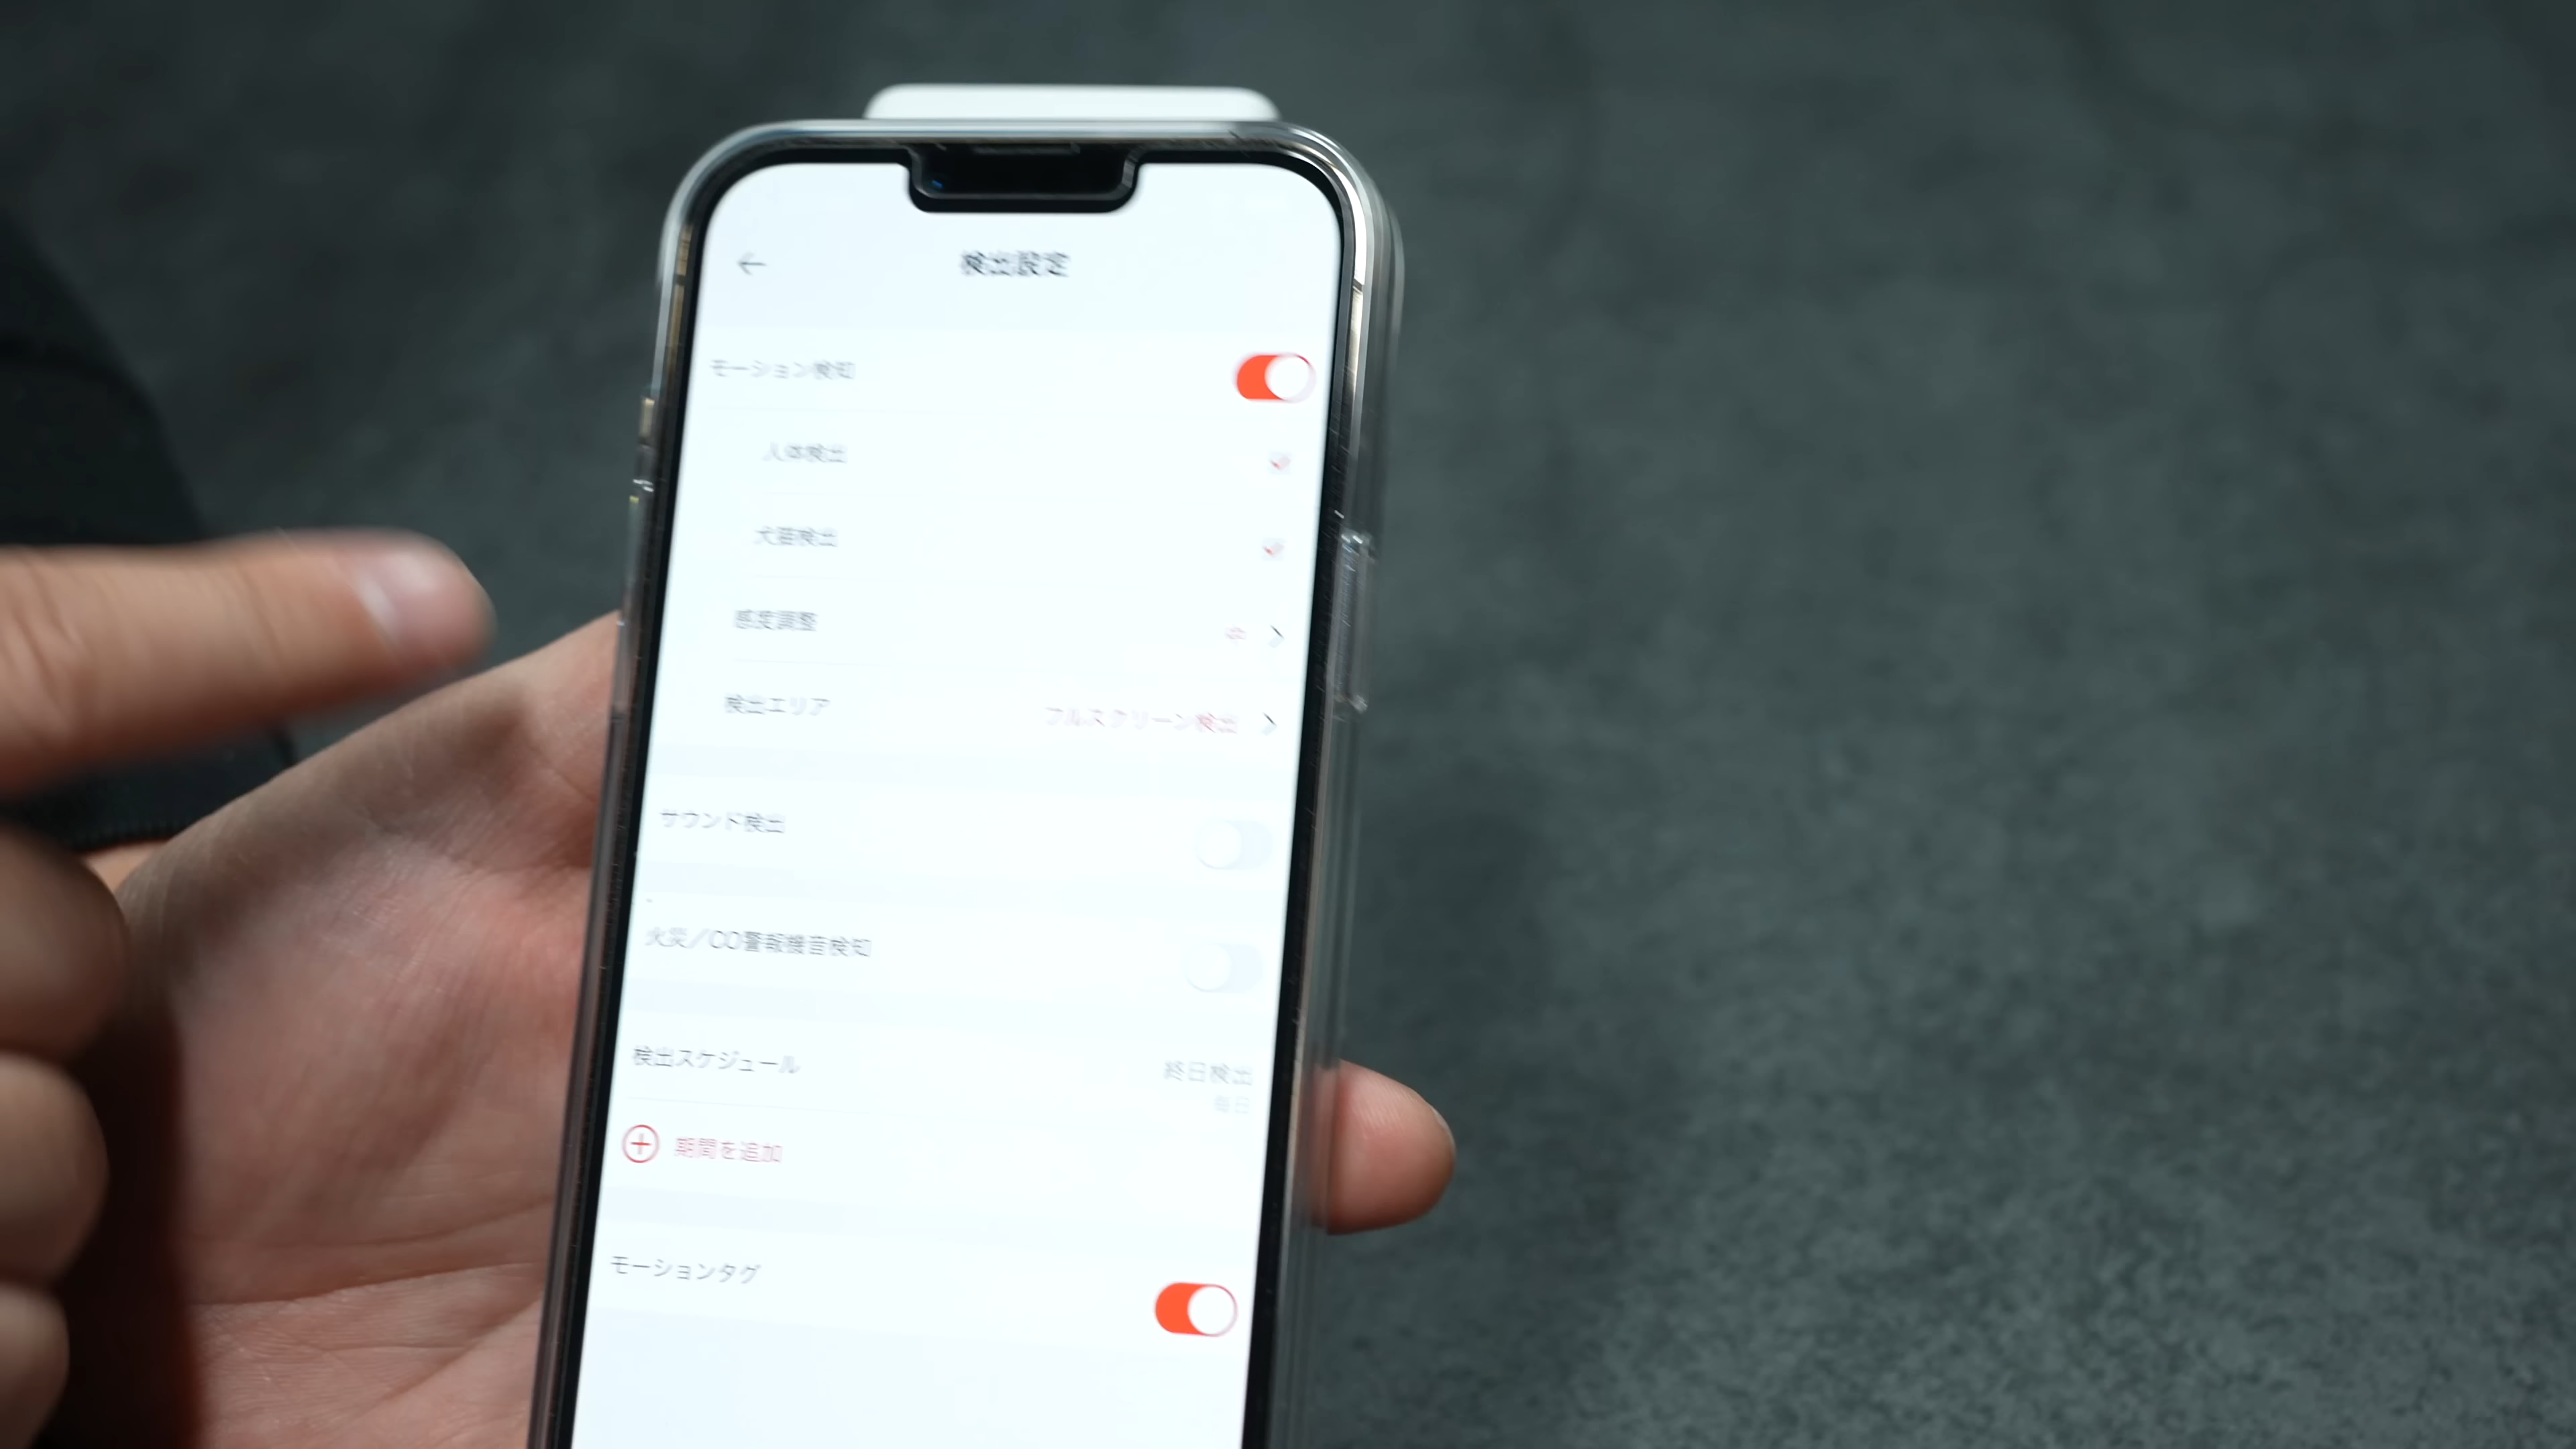 検出設定
モーション検知
人体検出
犬猫検出
感度調整 中
検出エリア フルスクリーン検出
サウンド検出
火災／CO警報機音検知
検出スケジュール 終日検出
毎日
期間を追加
モーションタグ